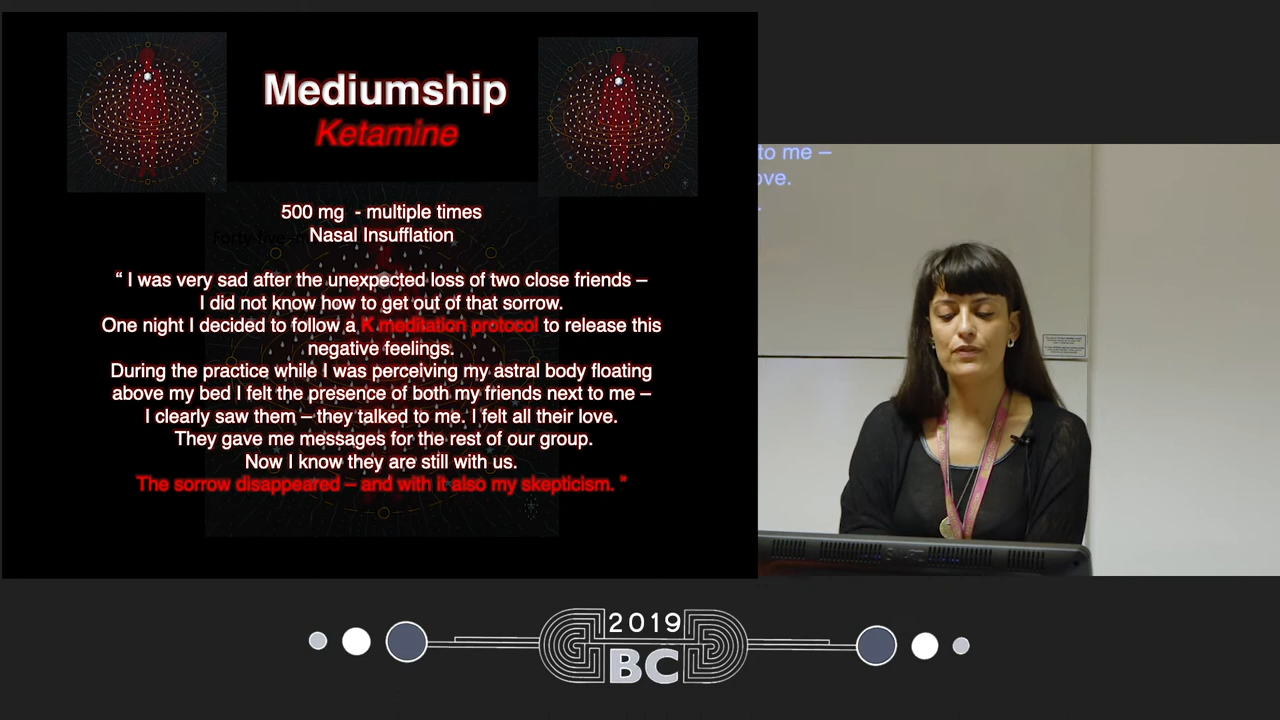 Mediumship
Ketamine
500 mg - multiple times
Nasal Insufflation
“ I was very sad after the unexpected loss of two close friends –
I did not know how to get out of that sorrow.
One night I decided to follow a K.meditation protocol to release this
negative feelings.
During the practice while I was perceiving my astral body floating
above my bed I felt the presence of both my friends next to me –
I clearly saw them – they talked to me. I felt all their love.
They gave me messages for the rest of our group.
Now I know they are still with us.
The sorrow disappeared – and with it also my skepticism. ”
to me –
ove.
2019
BC